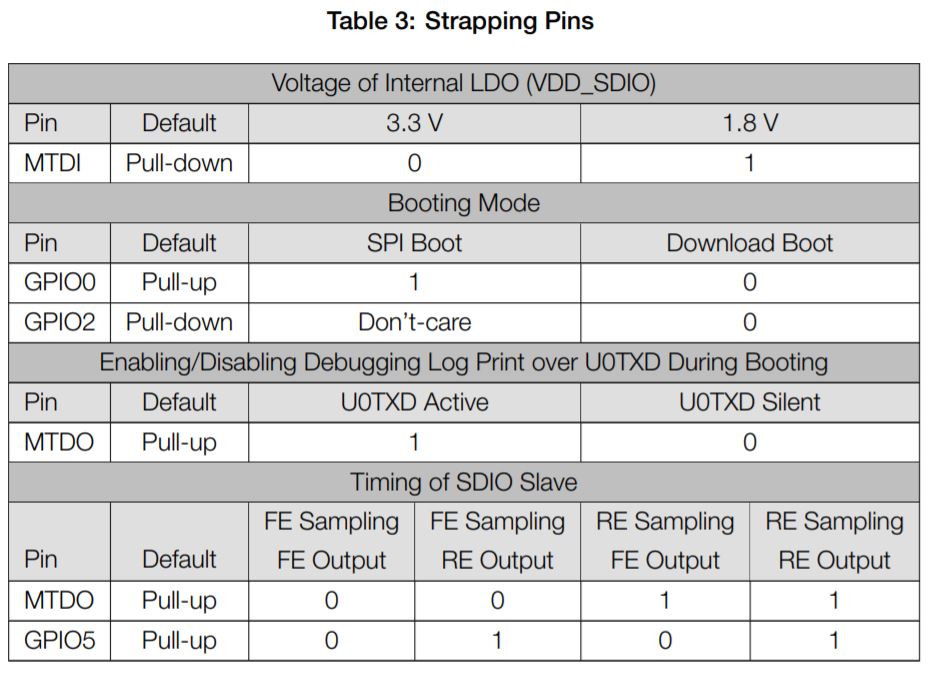 Table 3: Strapping Pins
Voltage of Internal LDO (VDD_SDIO)
Pin Default 3.3 V 1.8 V
MTDI Pull-down 0 1
Booting Mode
Pin Default SPI Boot Download Boot
GPIO0 Pull-up 1 0
GPIO2 Pull-down Don’t-care 0
Enabling/Disabling Debugging Log Print over U0TXD During Booting
Pin Default U0TXD Active U0TXD Silent
MTDO Pull-up 1 0
Timing of SDIO Slave
FE Sampling FE Sampling RE Sampling RE Sampling
Pin Default FE Output RE Output FE Output RE Output
MTDO Pull-up 0 0 1 1
GPIO5 Pull-up 0 1 0 1